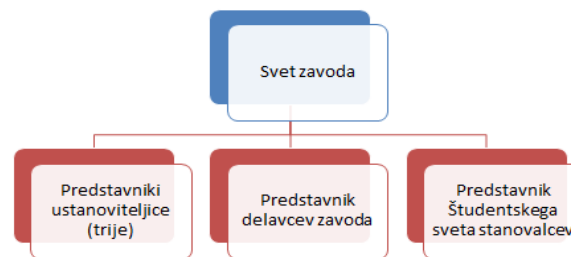 Svet zavoda
Predstavniki
ustanoviteljice
(trije)
Predstavnik
delavcev zavoda
Predstavnik
Študentskega
sveta stanovalcev